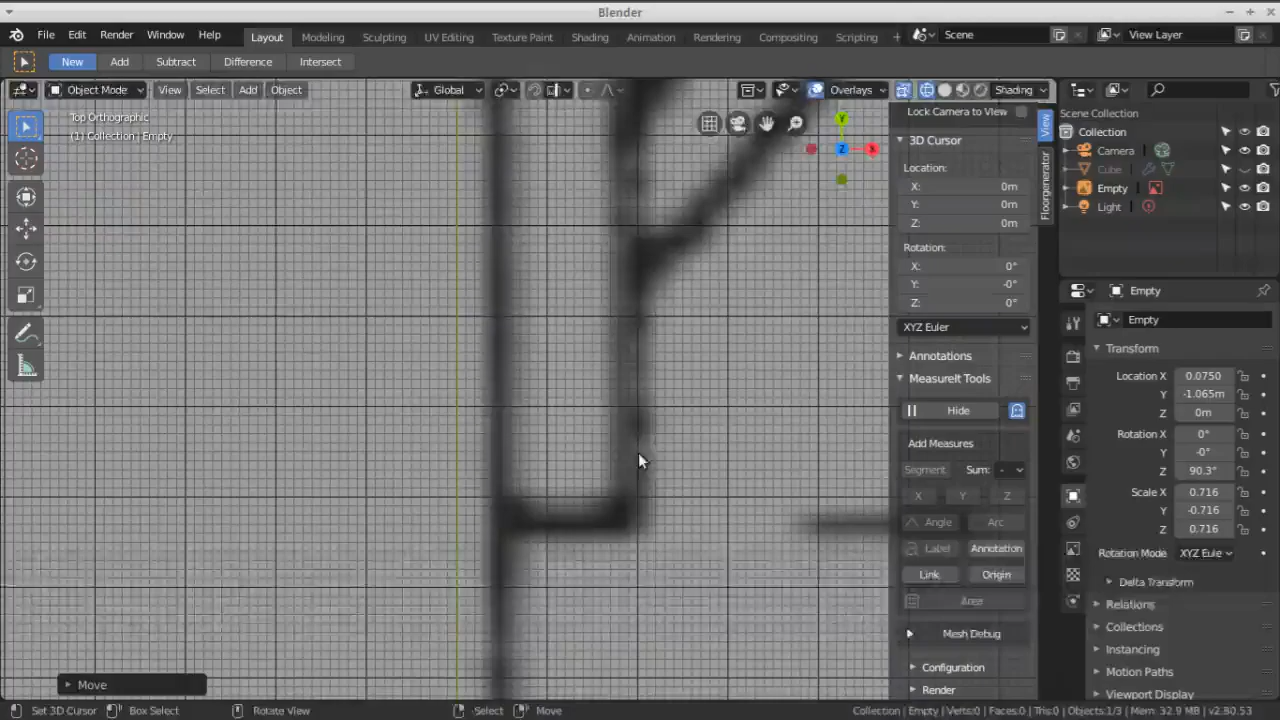 Blender
File Edit Render Window Help Layout Modeling Sculpting UV Editing Texture Paint Shading Animation Rendering Compositing Scripting + Scene View Layer
New Add Subtract Difference Intersect
Object Mode View Select Add Object Global Overlays Shading
Top Orthographic
(1) Collection | Empty
Y
X
Z
Lock Camera to View
3D Cursor
Location:
X: 0m
Y: 0m
Z: 0m
Rotation:
X: 0°
Y: -0°
Z: 0°
XYZ Euler
Annotations
MeasureIt Tools
Hide
Add Measures
Segment Sum: -
X Y Z
Angle Arc
Label Annotation
Link Origin
Area
Mesh Debug
Configuration
Render
View
Floorgenerator
Scene Collection
Collection
Camera
Cube
Empty
Light
Empty
Empty
Transform
Location X 0.0750
Y -1.065m
Z 0m
Rotation X 0°
Y -0°
Z 90.3°
Scale X 0.716
Y -0.716
Z 0.716
Rotation Mode XYZ Eule
Delta Transform
Relations
Collections
Instancing
Motion Paths
Viewport Display
Move
Set 3D Cursor Box Select Rotate View Select Move Collection | Empty | Verts:0 | Faces:0 | Tris:0 | Objects:1/3 | Mem: 32.9 MB | v2.80.53